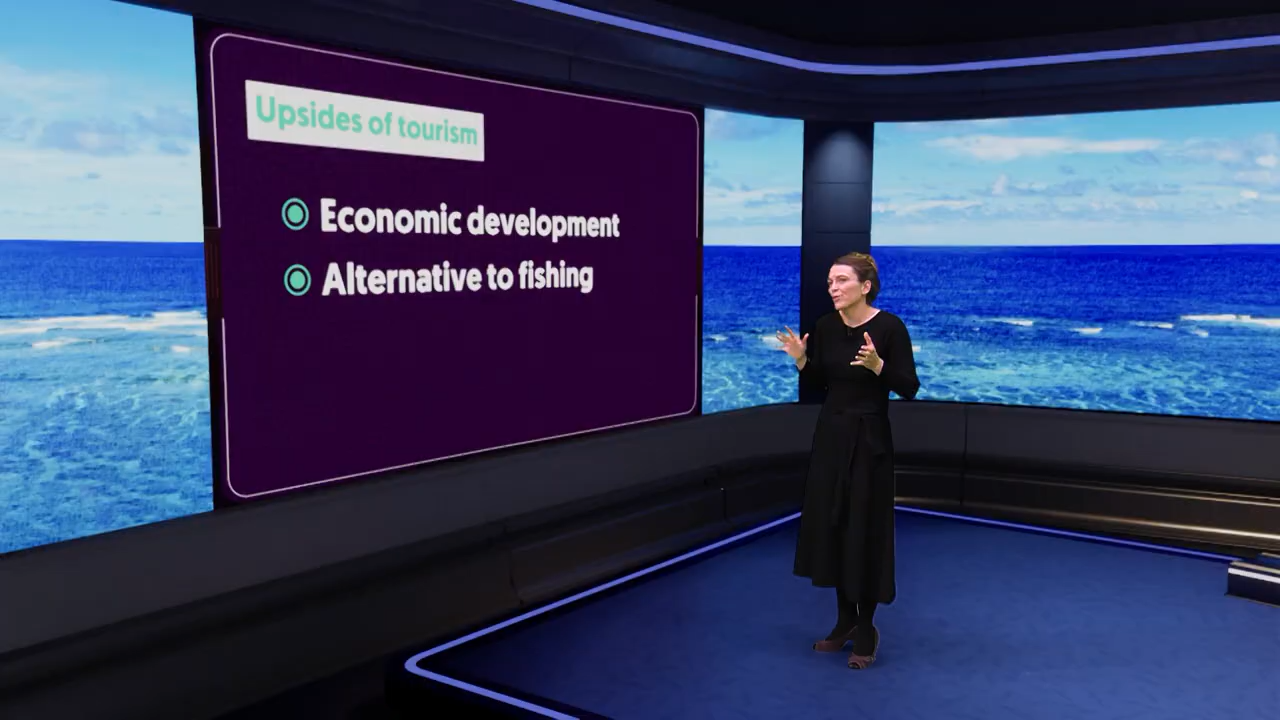 Upsides of tourism
Economic development
Alternative to fishing